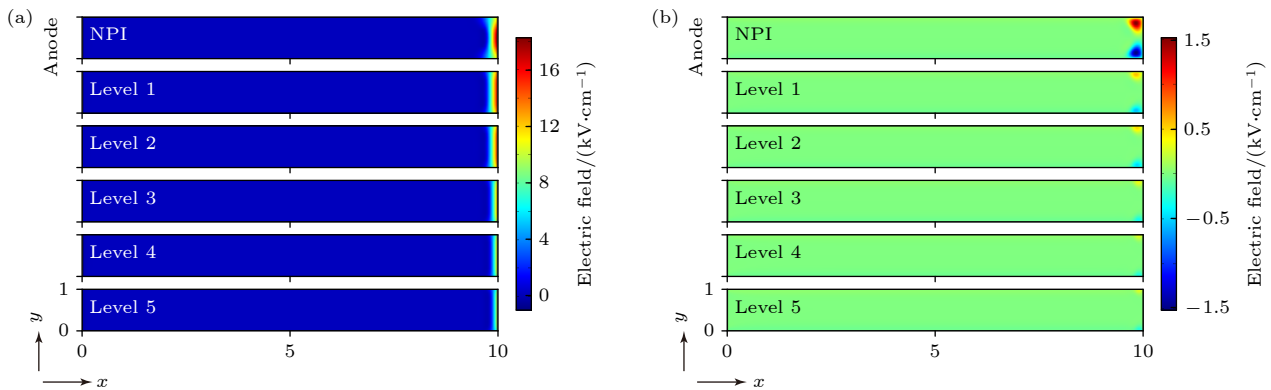 (a)
Anode
NPI
Level 1
Level 2
Level 3
Level 4
Level 5
1
0
y
0
5
10
x
16
12
8
4
0
Electric field/(kV·cm⁻¹)
(b)
Anode
NPI
Level 1
Level 2
Level 3
Level 4
Level 5
0
5
10
x
1.5
0.5
−0.5
−1.5
Electric field/(kV·cm⁻¹)
y